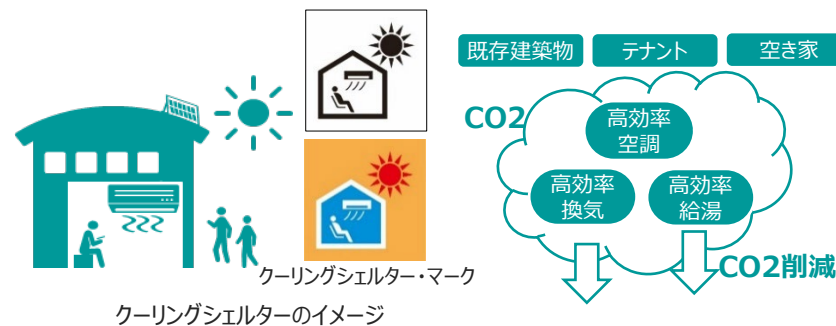 クーリングシェルター・マーク
クーリングシェルターのイメージ
既存建築物
テナント
空き家
CO2
高効率
空調
高効率
換気
高効率
給湯
CO2削減